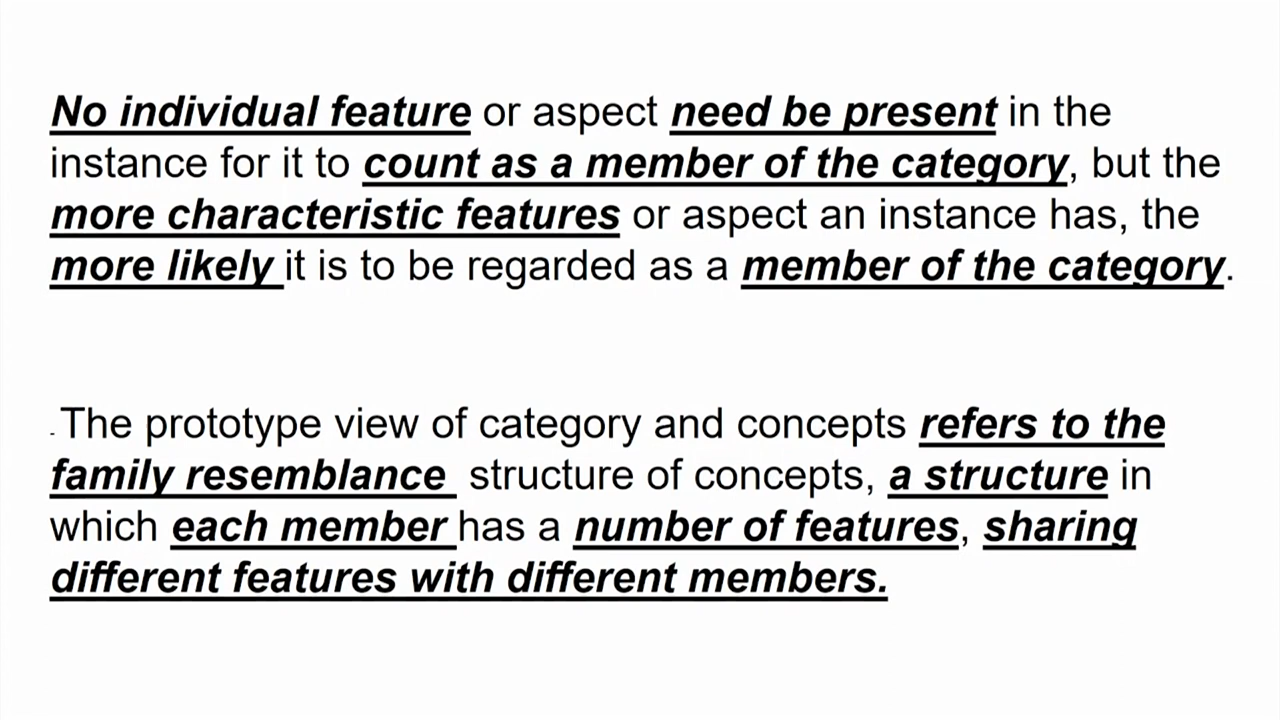 No individual feature or aspect need be present in the
instance for it to count as a member of the category, but the
more characteristic features or aspect an instance has, the
more likely it is to be regarded as a member of the category.
- The prototype view of category and concepts refers to the
family resemblance structure of concepts, a structure in
which each member has a number of features, sharing
different features with different members.